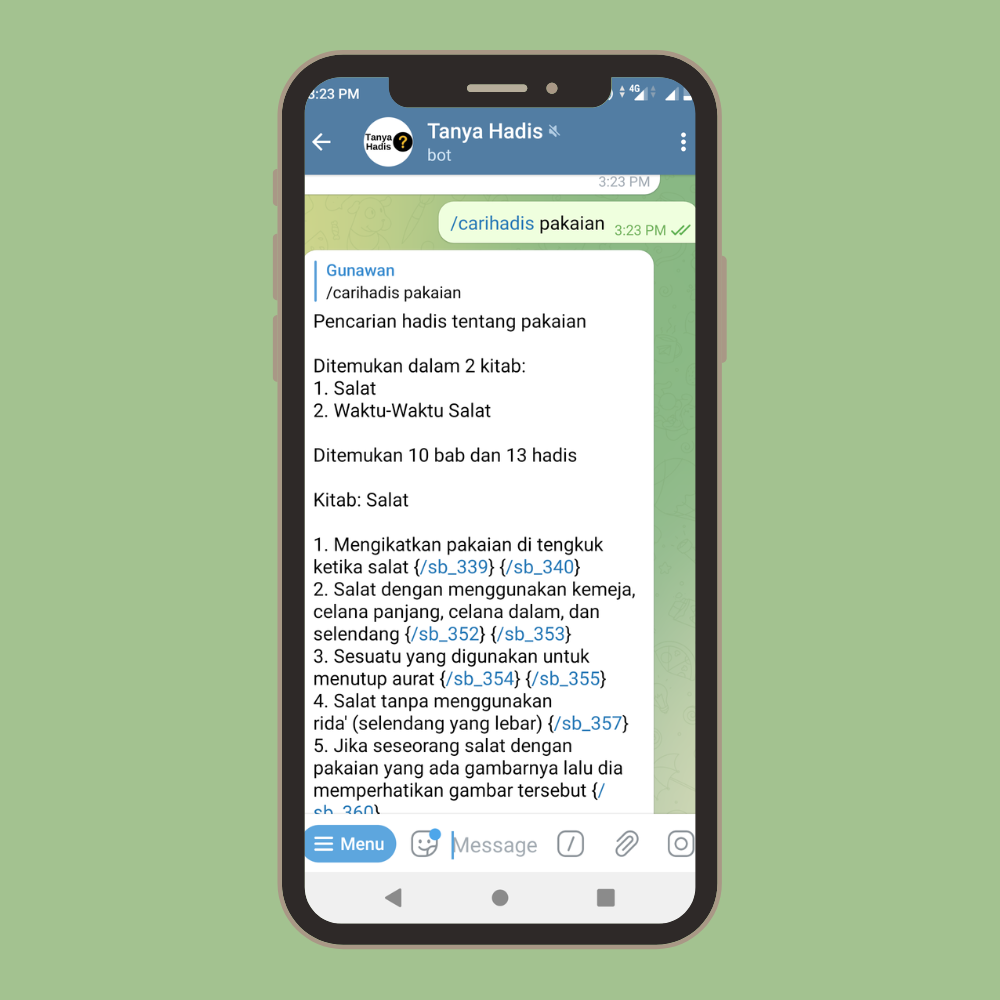 3:23 PM
4G
Tanya
Hadis ?
Tanya Hadis
bot
3:23 PM
/carihadis pakaian 3:23 PM
Gunawan
/carihadis pakaian
Pencarian hadis tentang pakaian
Ditemukan dalam 2 kitab:
1. Salat
2. Waktu-Waktu Salat
Ditemukan 10 bab dan 13 hadis
Kitab: Salat
1. Mengikatkan pakaian di tengkuk
ketika salat {/sb_339} {/sb_340}
2. Salat dengan menggunakan kemeja,
celana panjang, celana dalam, dan
selendang {/sb_352} {/sb_353}
3. Sesuatu yang digunakan untuk
menutup aurat {/sb_354} {/sb_355}
4. Salat tanpa menggunakan
rida' (selendang yang lebar) {/sb_357}
5. Jika seseorang salat dengan
pakaian yang ada gambarnya lalu dia
memperhatikan gambar tersebut {/
sb_360}
Menu
Message